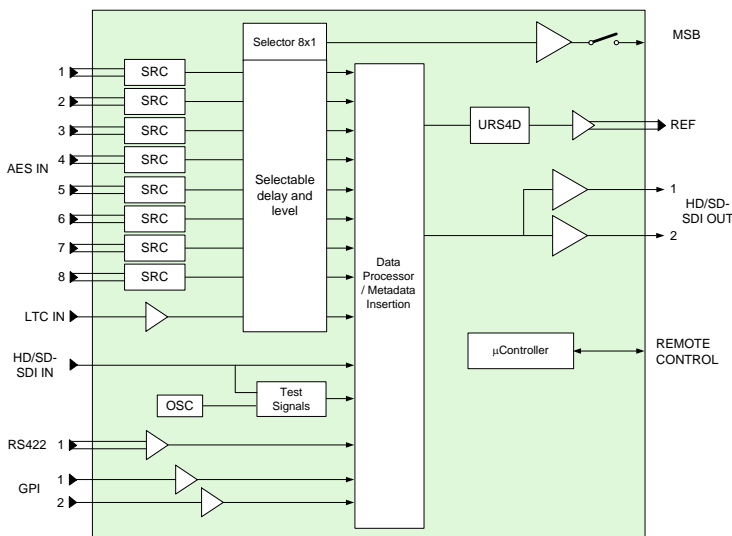 Selector 8x1
MSB
1
SRC
2
SRC
3
SRC
URS4D
REF
AES IN
4
SRC
5
SRC
Selectable
delay and
level
1
HD/SD-
SDI OUT
2
6
SRC
7
SRC
8
SRC
Data
Processor
/ Metadata
Insertion
LTC IN
HD/SD-
SDI IN
µController
REMOTE
CONTROL
OSC
Test
Signals
RS422 1
GPI
1
2